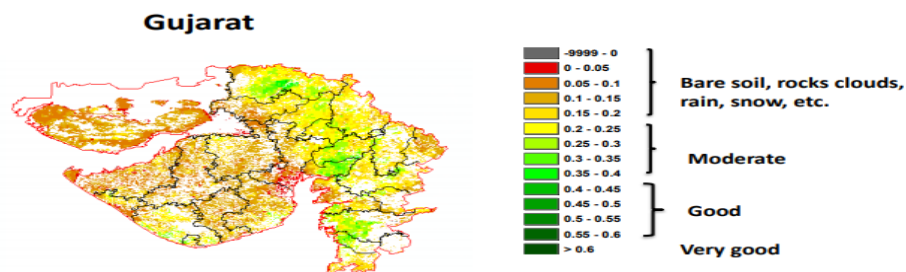 Gujarat
-9999 - 0
0 - 0.05
0.05 - 0.1
0.1 - 0.15
0.15 - 0.2
0.2 - 0.25
0.25 - 0.3
0.3 - 0.35
0.35 - 0.4
0.4 - 0.45
0.45 - 0.5
0.5 - 0.55
0.55 - 0.6
> 0.6
Bare soil, rocks clouds,
rain, snow, etc.
Moderate
Good
Very good